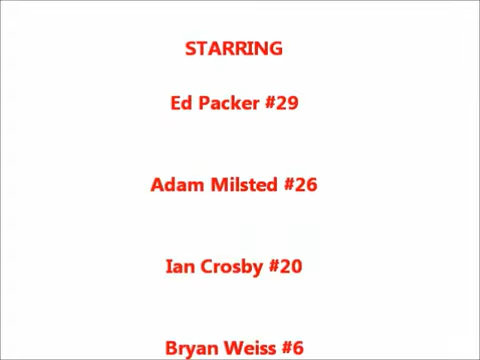 STARRING
Ed Packer #29
Adam Milsted #26
Ian Crosby #20
Bryan Weiss #6